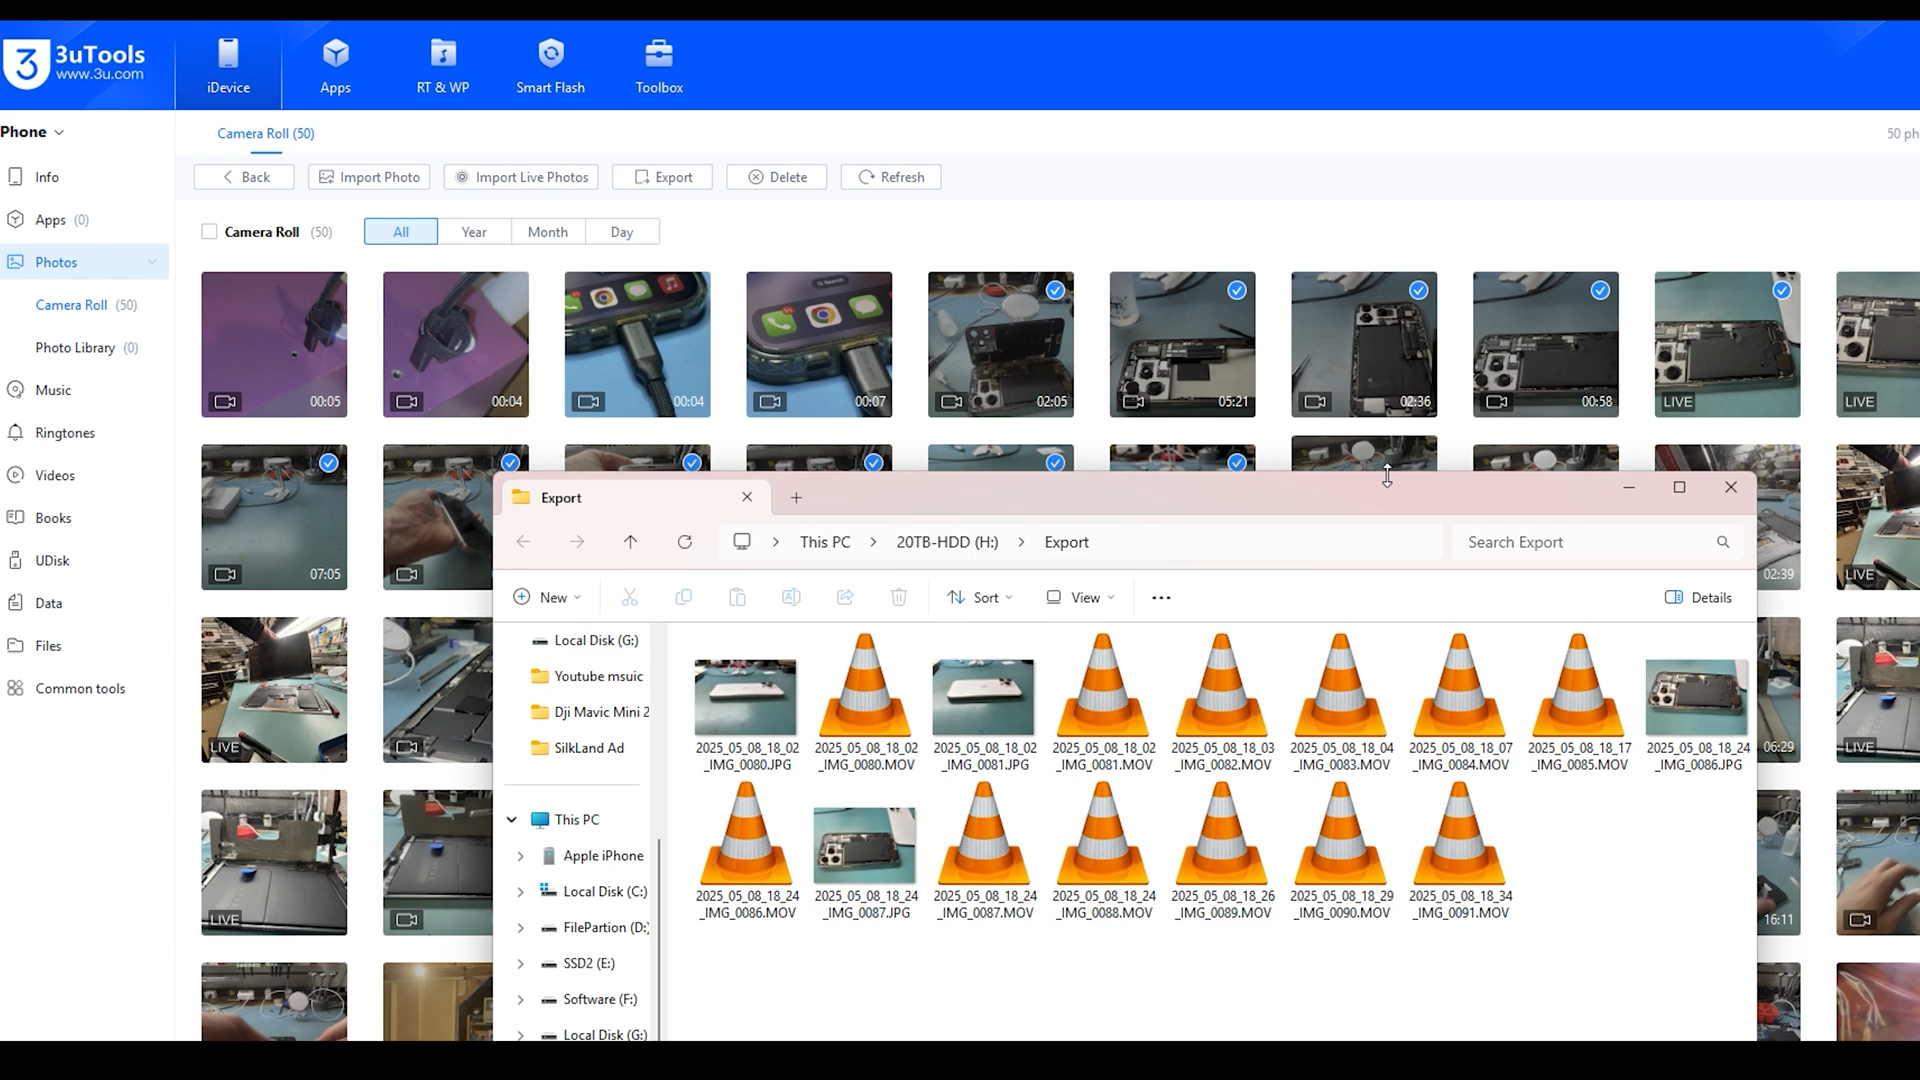 3uTools
www.3u.com
iDevice
Apps
RT & WP
Smart Flash
Toolbox
Phone
Camera Roll (50)
50 ph
Back
Import Photo
Import Live Photos
Export
Delete
Refresh
Info
Apps (0)
Photos
Camera Roll (50)
Photo Library (0)
Music
Ringtones
Videos
Books
UDisk
Data
Files
Common tools
Camera Roll (50)
All
Year
Month
Day
00:05
00:04
00:04
00:07
02:05
05:21
02:36
00:58
LIVE
LIVE
07:05
02:39
LIVE
LIVE
06:29
LIVE
LIVE
16:11
Export
This PC
20TB-HDD (H:)
Export
Search Export
New
Sort
View
Details
Local Disk (G:)
Youtube msuic
Dji Mavic Mini 2
SilkLand Ad
This PC
Apple iPhone
Local Disk (C:)
FilePartion (D:)
SSD2 (E:)
Software (F:)
Local Disk (G:)
2025_05_08_18_02
_IMG_0080.JPG
2025_05_08_18_02
_IMG_0080.MOV
2025_05_08_18_02
_IMG_0081.JPG
2025_05_08_18_02
_IMG_0081.MOV
2025_05_08_18_03
_IMG_0082.MOV
2025_05_08_18_04
_IMG_0083.MOV
2025_05_08_18_07
_IMG_0084.MOV
2025_05_08_18_17
_IMG_0085.MOV
2025_05_08_18_24
_IMG_0086.JPG
2025_05_08_18_24
_IMG_0086.MOV
2025_05_08_18_24
_IMG_0087.JPG
2025_05_08_18_24
_IMG_0087.MOV
2025_05_08_18_24
_IMG_0088.MOV
2025_05_08_18_26
_IMG_0089.MOV
2025_05_08_18_29
_IMG_0090.MOV
2025_05_08_18_34
_IMG_0091.MOV